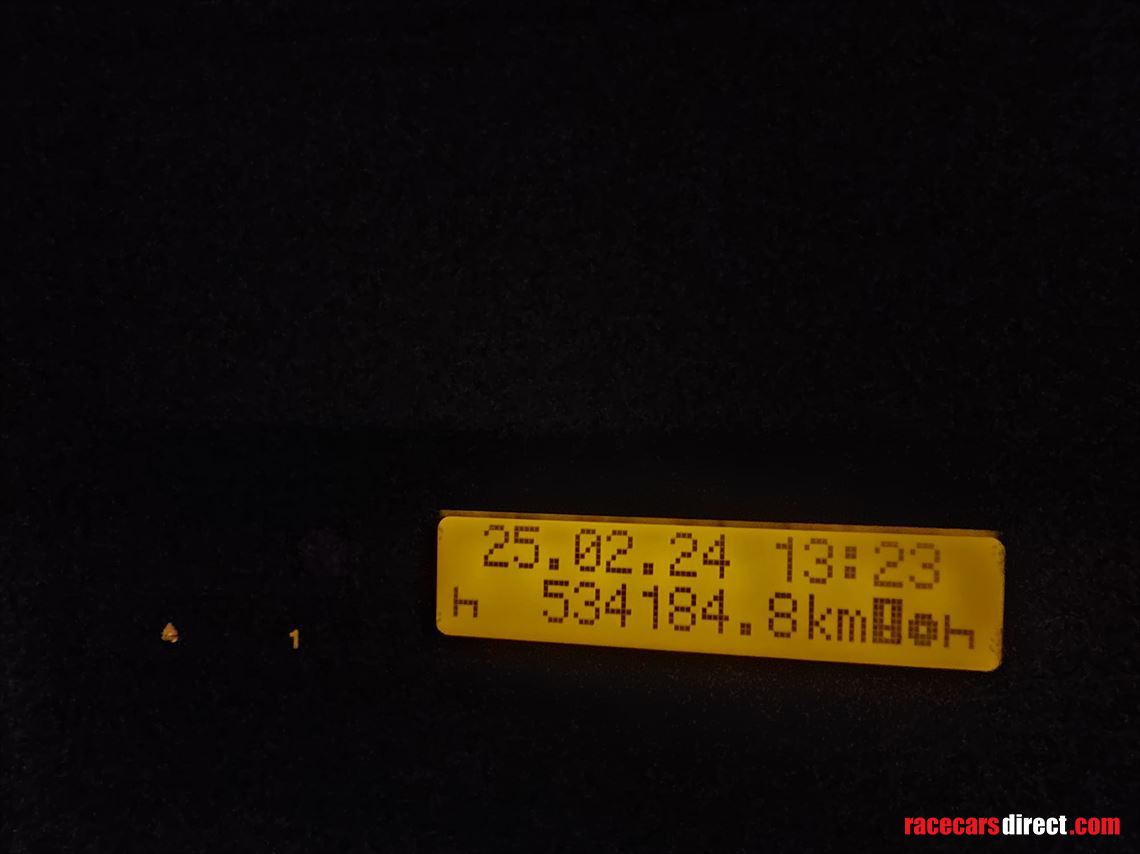 25.02.24 13:23
534184.8km
1
racecarsdirect.com